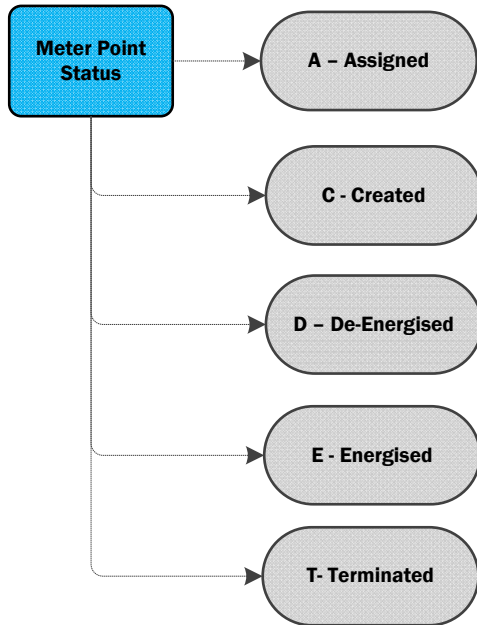 Meter Point
Status
A – Assigned
C - Created
D – De-Energised
E - Energised
T- Terminated